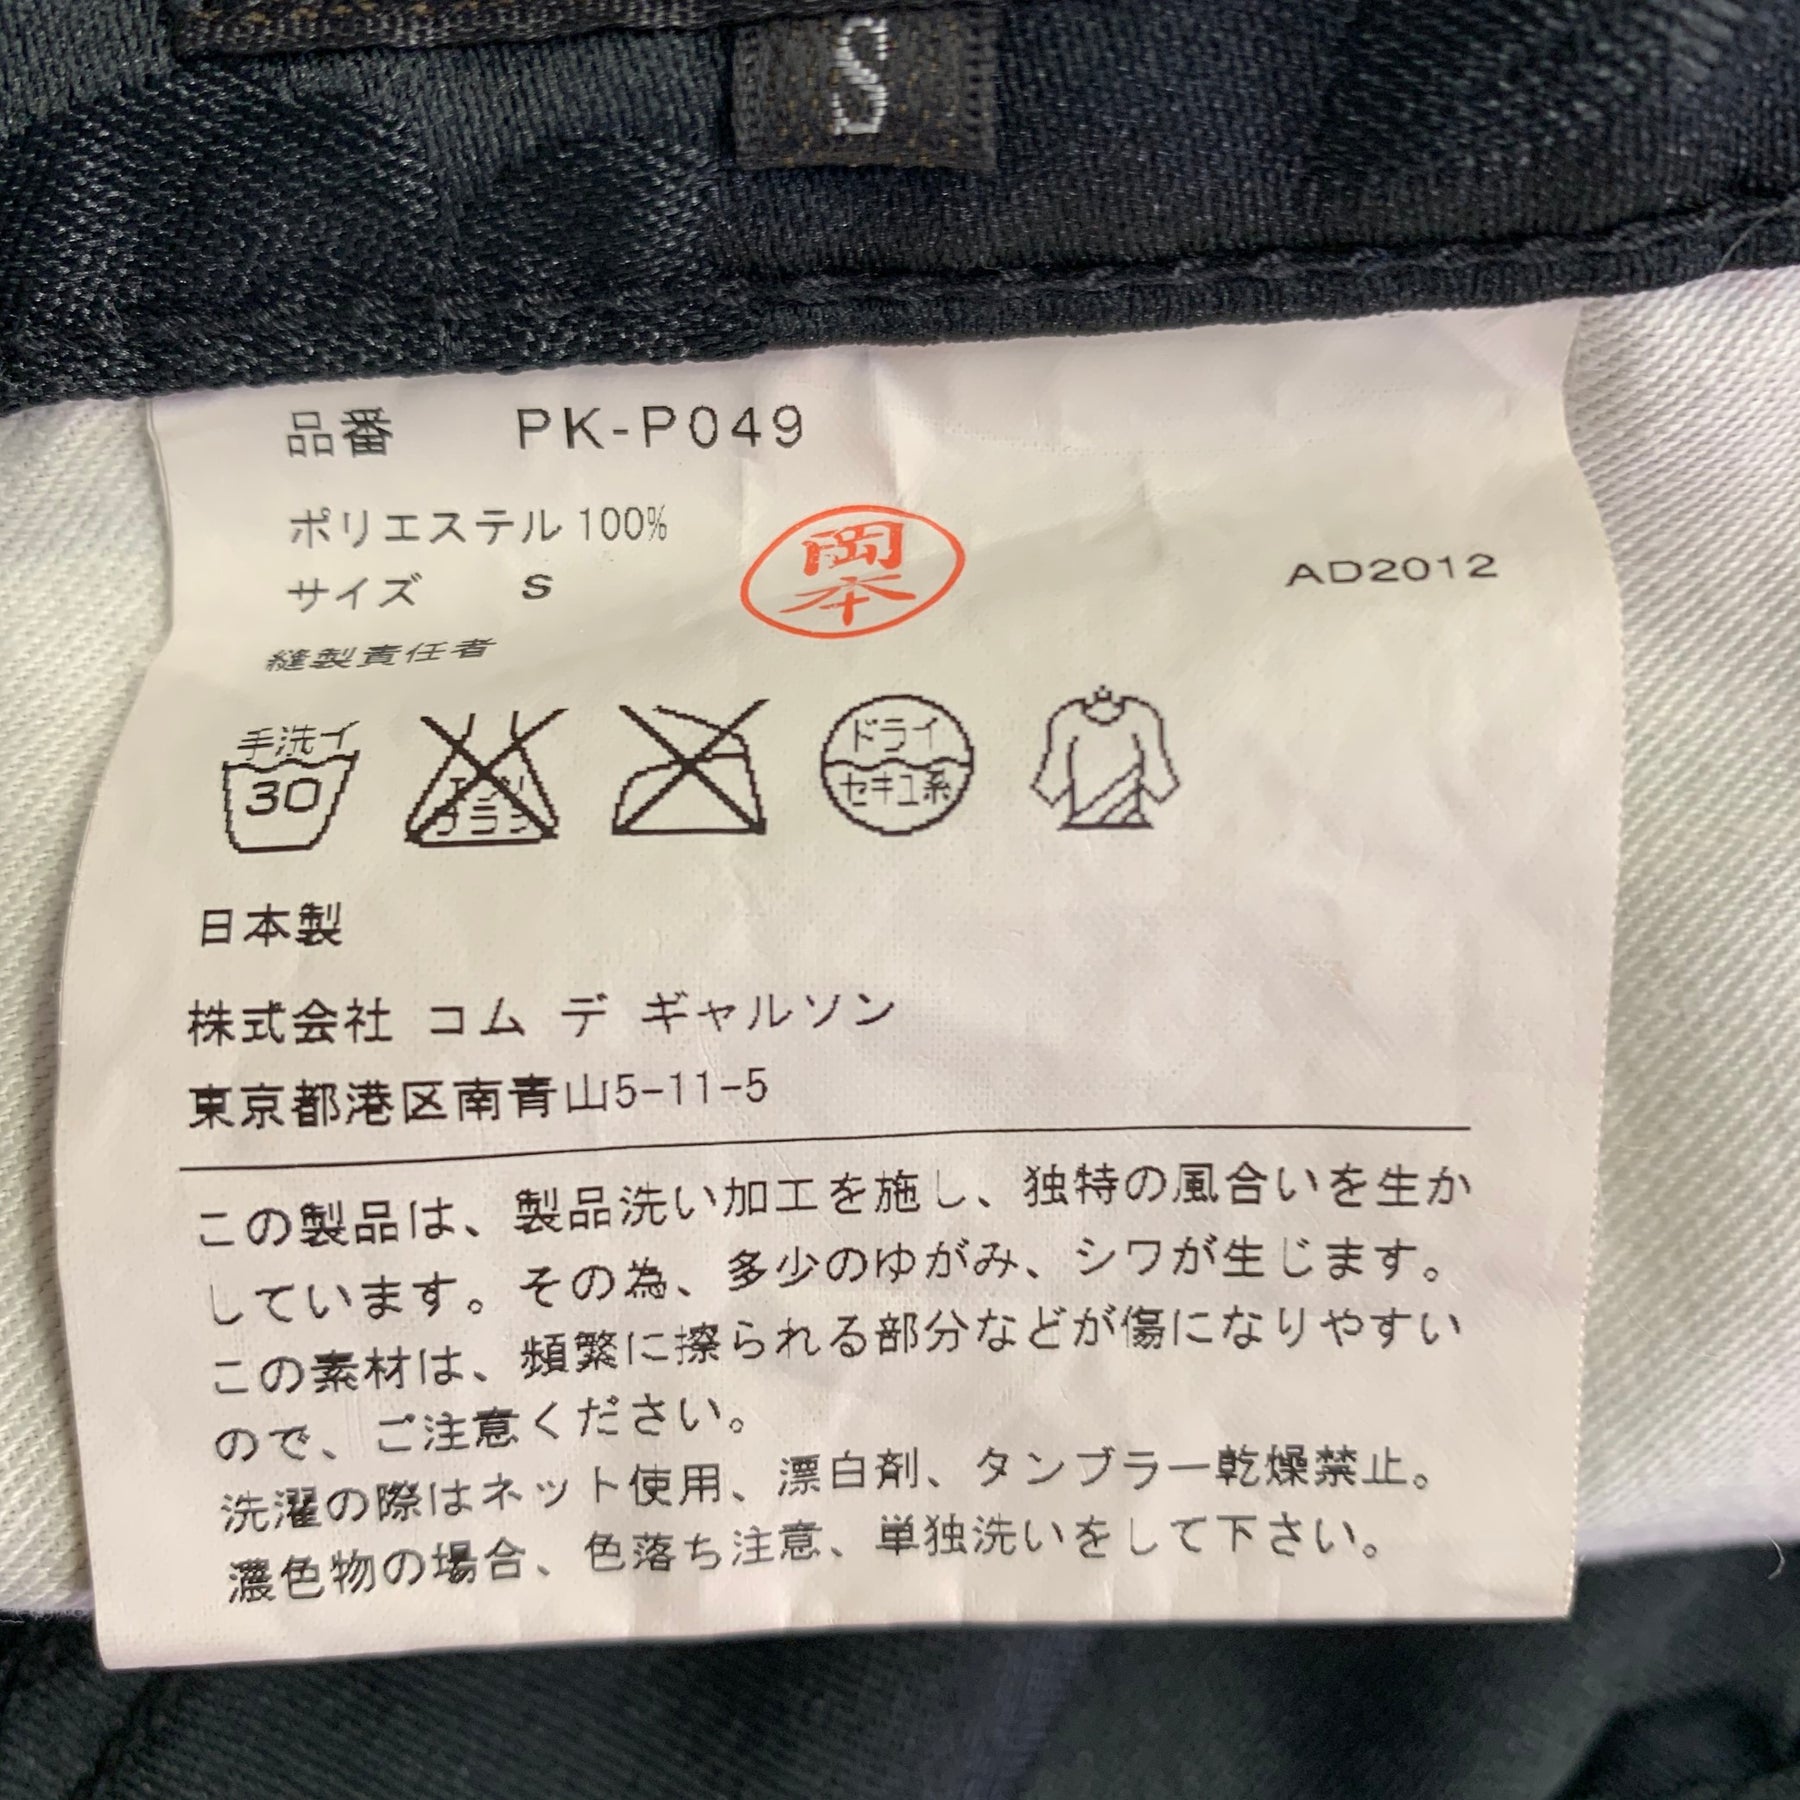 S
品番 PK-P049
ポリエステル 100%
サイズ S
岡本
AD2012
縫製責任者
手洗イ
30
エンソ
サラシ
ドライ
セキユ系
日本製
株式会社 コム デ ギャルソン
東京都港区南青山5-11-5
この製品は、製品洗い加工を施し、独特の風合いを生か
しています。その為、多少のゆがみ、シワが生じます。
この素材は、頻繁に擦られる部分などが傷になりやすい
ので、ご注意ください。
洗濯の際はネット使用、漂白剤、タンブラー乾燥禁止。
濃色物の場合、色落ち注意、単独洗いをして下さい。